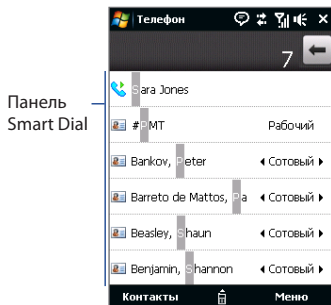 Телефон
7
Панель
Smart Dial
Sara Jones
#PMT Рабочий
Bankov, Peter Сотовый
Barreto de Mattos, Pa Сотовый
Beasley, Shaun Сотовый
Benjamin, Shannon Сотовый
Контакты Меню